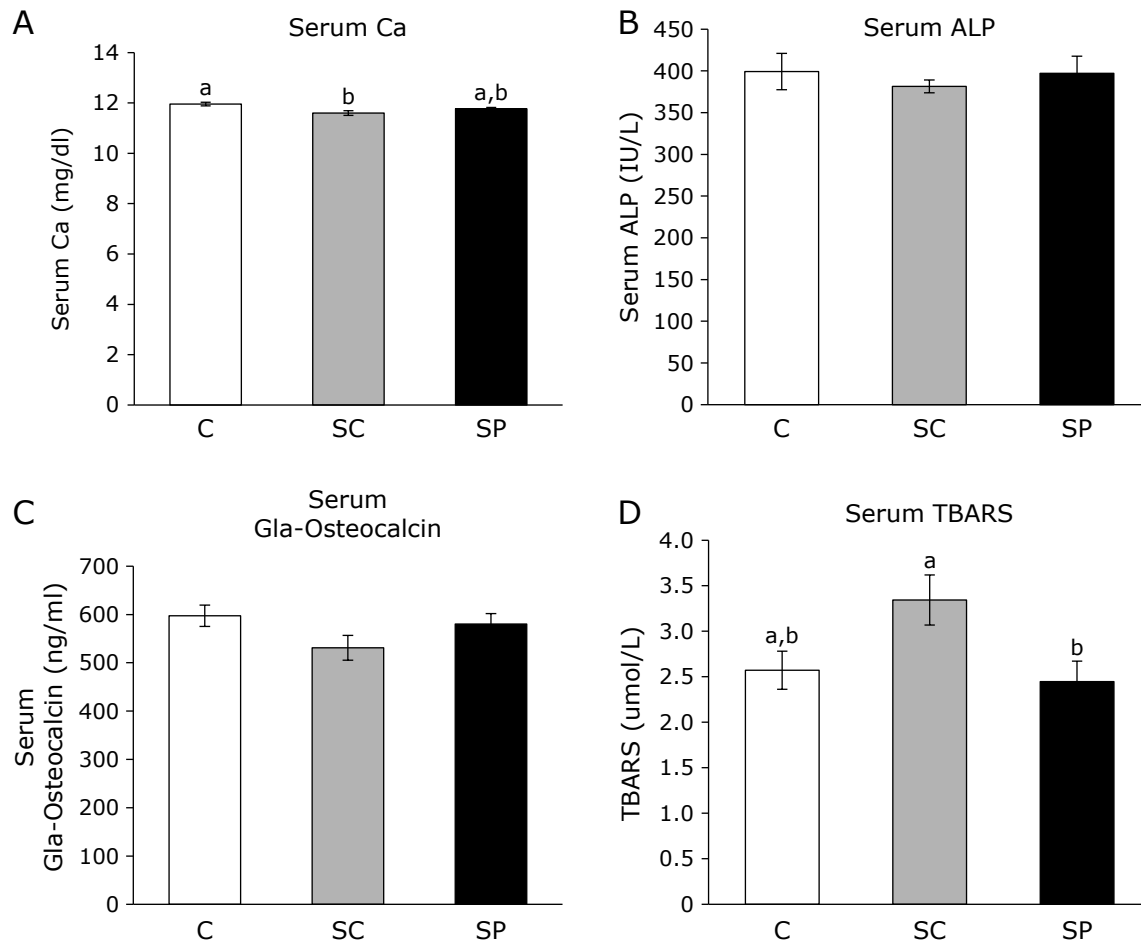 A
Serum Ca
Serum Ca (mg/dl)
14
12
10
8
6
4
2
0
a
b
a,b
C
SC
SP
B
Serum ALP
Serum ALP (IU/L)
450
400
350
300
250
200
150
100
50
0
C
SC
SP
C
Serum
Gla-Osteocalcin
Serum
Gla-Osteocalcin (ng/ml)
700
600
500
400
300
200
100
0
C
SC
SP
D
Serum TBARS
TBARS (umol/L)
4.0
3.5
3.0
2.5
2.0
1.5
1.0
0.5
0.0
a,b
a
b
C
SC
SP